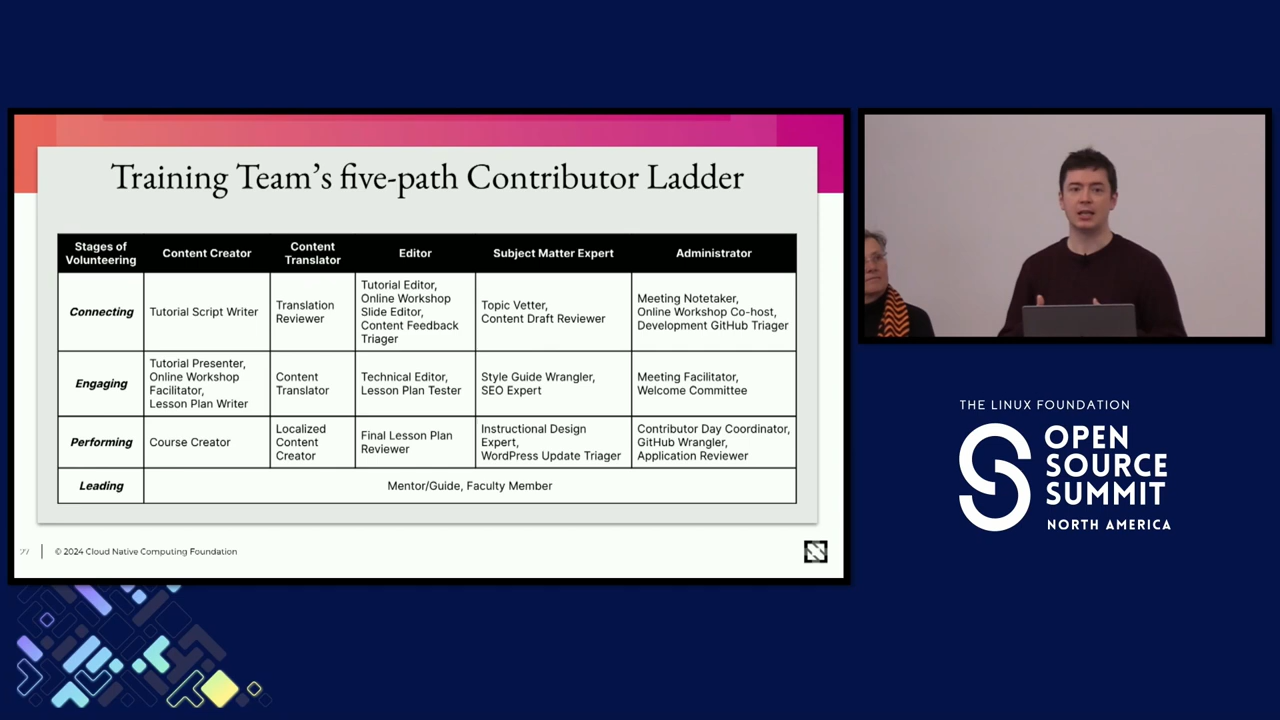 Training Team's five-path Contributor Ladder
Stages of
Volunteering
Content Creator
Content
Translator
Editor
Subject Matter Expert
Administrator
Connecting
Tutorial Script Writer
Translation
Reviewer
Tutorial Editor,
Online Workshop
Slide Editor,
Content Feedback
Triager
Topic Vetter,
Content Draft Reviewer
Meeting Notetaker,
Online Workshop Co-host,
Development GitHub Triager
Engaging
Tutorial Presenter,
Online Workshop
Facilitator,
Lesson Plan Writer
Content
Translator
Technical Editor,
Lesson Plan Tester
Style Guide Wrangler,
SEO Expert
Meeting Facilitator,
Welcome Committee
Performing
Course Creator
Localized
Content
Creator
Final Lesson Plan
Reviewer
Instructional Design
Expert,
WordPress Update Triager
Contributor Day Coordinator,
GitHub Wrangler,
Application Reviewer
Leading
Mentor/Guide, Faculty Member
27
© 2024 Cloud Native Computing Foundation
THE LINUX FOUNDATION
OPEN
SOURCE
SUMMIT
NORTH AMERICA